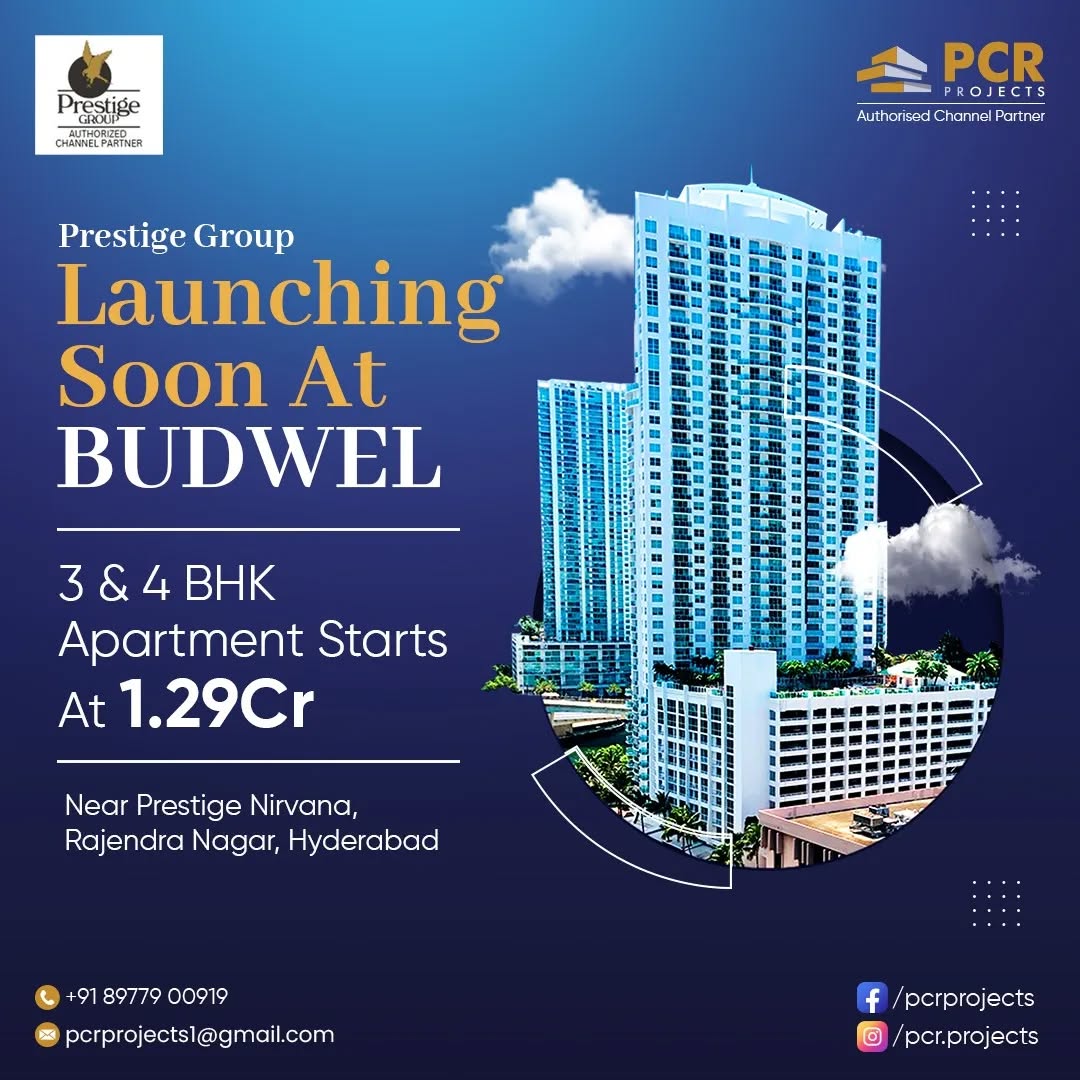 Prestige
GROUP
AUTHORIZED
CHANNEL PARTNER
PCR
PROJECTS
Authorised Channel Partner
Prestige Group
Launching
Soon At
BUDWEL
3 & 4 BHK
Apartment Starts
At 1.29Cr
Near Prestige Nirvana,
Rajendra Nagar, Hyderabad
+91 89779 00919
pcrprojects1@gmail.com
/pcrprojects
/pcr.projects